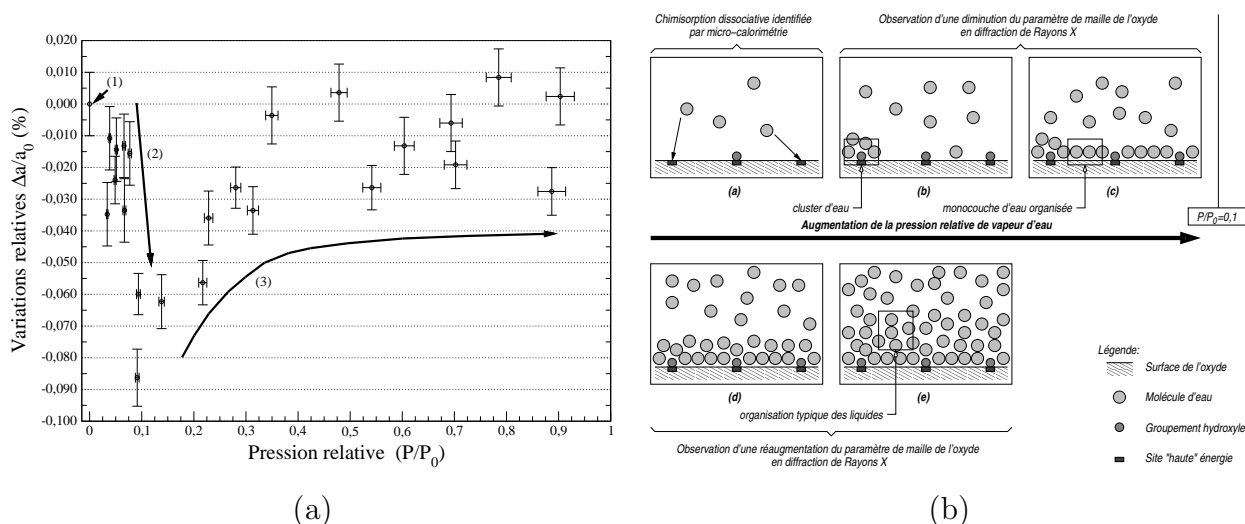 0,020
0,010
0,000
-0,010
-0,020
-0,030
-0,040
-0,050
-0,060
-0,070
-0,080
-0,090
-0,100
Variations relatives Δa/a0 (%)
(1)
(2)
(3)
0 0,1 0,2 0,3 0,4 0,5 0,6 0,7 0,8 0,9 1
Pression relative (P/P0)
(a)
Chimisorption dissociative identifiée
par micro-calorimétrie
Observation d'une diminution du paramètre de maille de l'oxyde
en diffraction de Rayons X
(a)
(b)
(c)
cluster d'eau
monocouche d'eau organisée
P/P0=0,1
Augmentation de la pression relative de vapeur d'eau
(d)
(e)
organisation typique des liquides
Observation d'une réaugmentation du paramètre de maille de l'oxyde
en diffraction de Rayons X
Légende:
Surface de l'oxyde
Molécule d'eau
Groupement hydroxyle
Site "haute" énergie
(b)